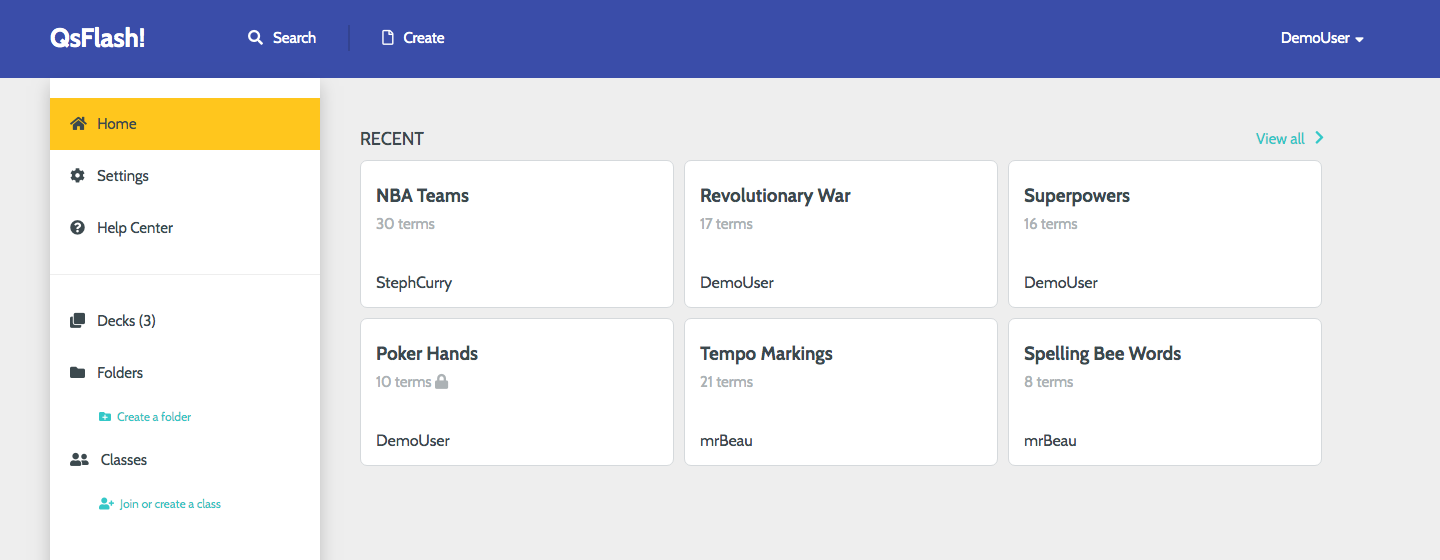 QsFlash!
Search
Create
DemoUser
Home
Settings
Help Center
Decks (3)
Folders
Create a folder
Classes
Join or create a class
RECENT
View all
NBA Teams
30 terms
StephCurry
Revolutionary War
17 terms
DemoUser
Superpowers
16 terms
DemoUser
Poker Hands
10 terms
DemoUser
Tempo Markings
21 terms
mrBeau
Spelling Bee Words
8 terms
mrBeau